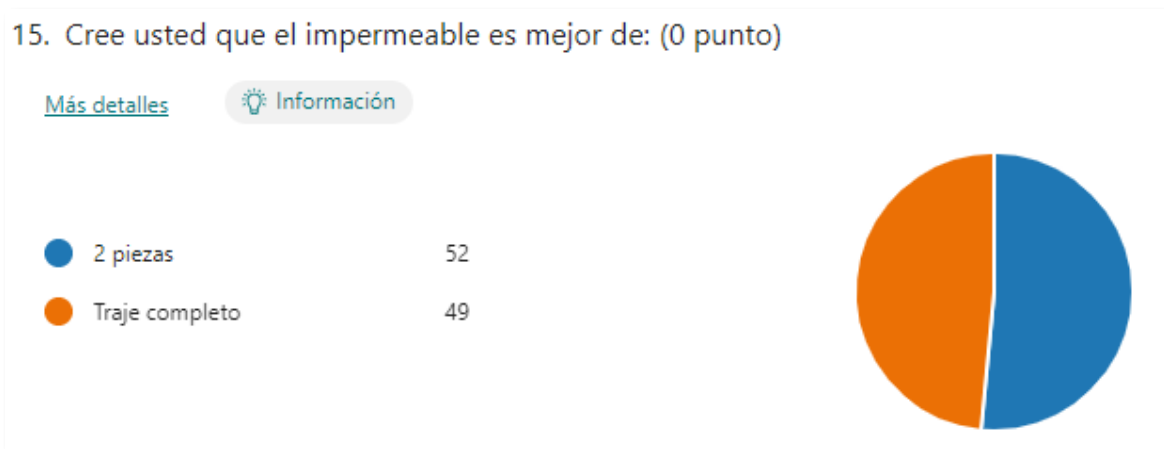 15. Cree usted que el impermeable es mejor de: (0 punto)
Más detalles
Información
2 piezas 52
Traje completo 49